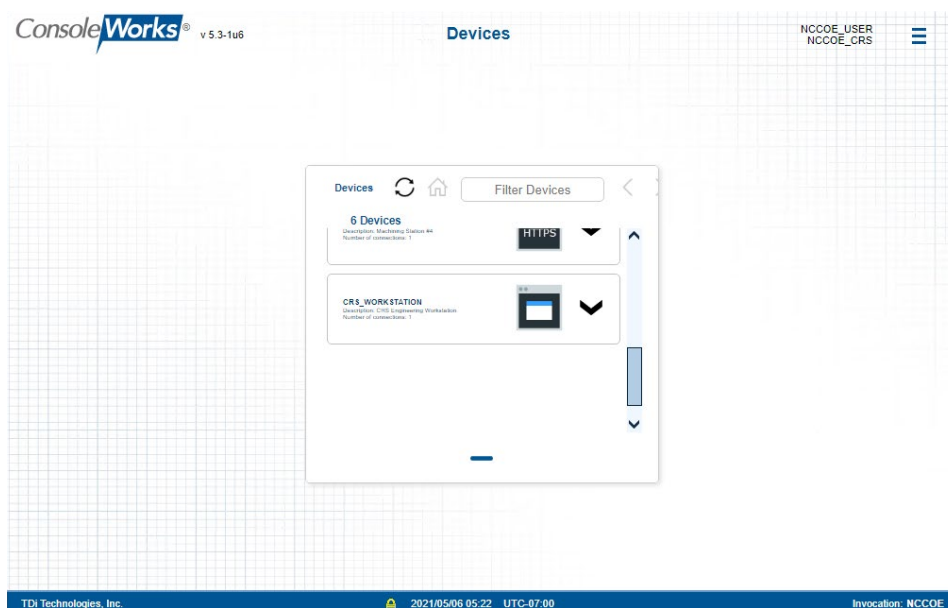 ConsoleWorks® v 5.3-1u6
Devices
NCCOE_USER
NCCOE_CRS
Devices
Filter Devices
6 Devices
Description: Machining Station #4
Number of connections: 1
HTTPS
CRS_WORKSTATION
Description: CRS Engineering Workstation
Number of connections: 1
TDi Technologies, Inc.
2021/05/06 05:22 UTC-07:00
Invocation: NCCOE